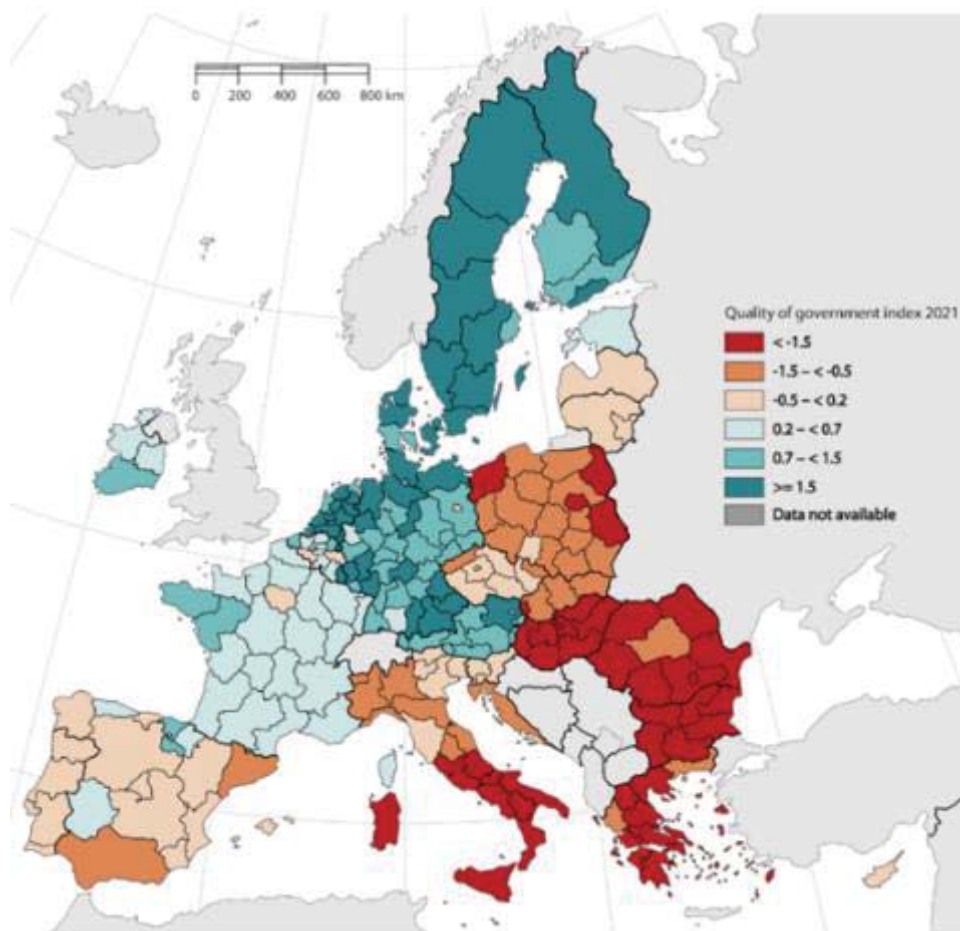 0 200 400 600 800 km
Quality of government index 2021
< -1.5
-1.5 – < -0.5
-0.5 – < 0.2
0.2 – < 0.7
0.7 – < 1.5
>= 1.5
Data not available